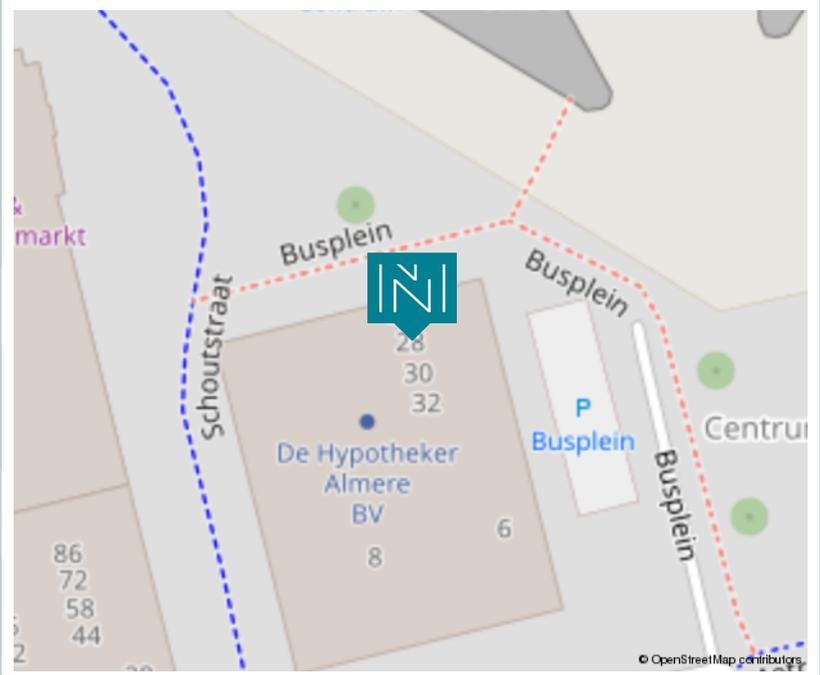 Busplein
Busplein
Schoutstraat
markt
28
30
32
P
Busplein
De Hypotheker
Almere
BV
Busplein
6
8
86
72
58
44
© OpenStreetMap contributors